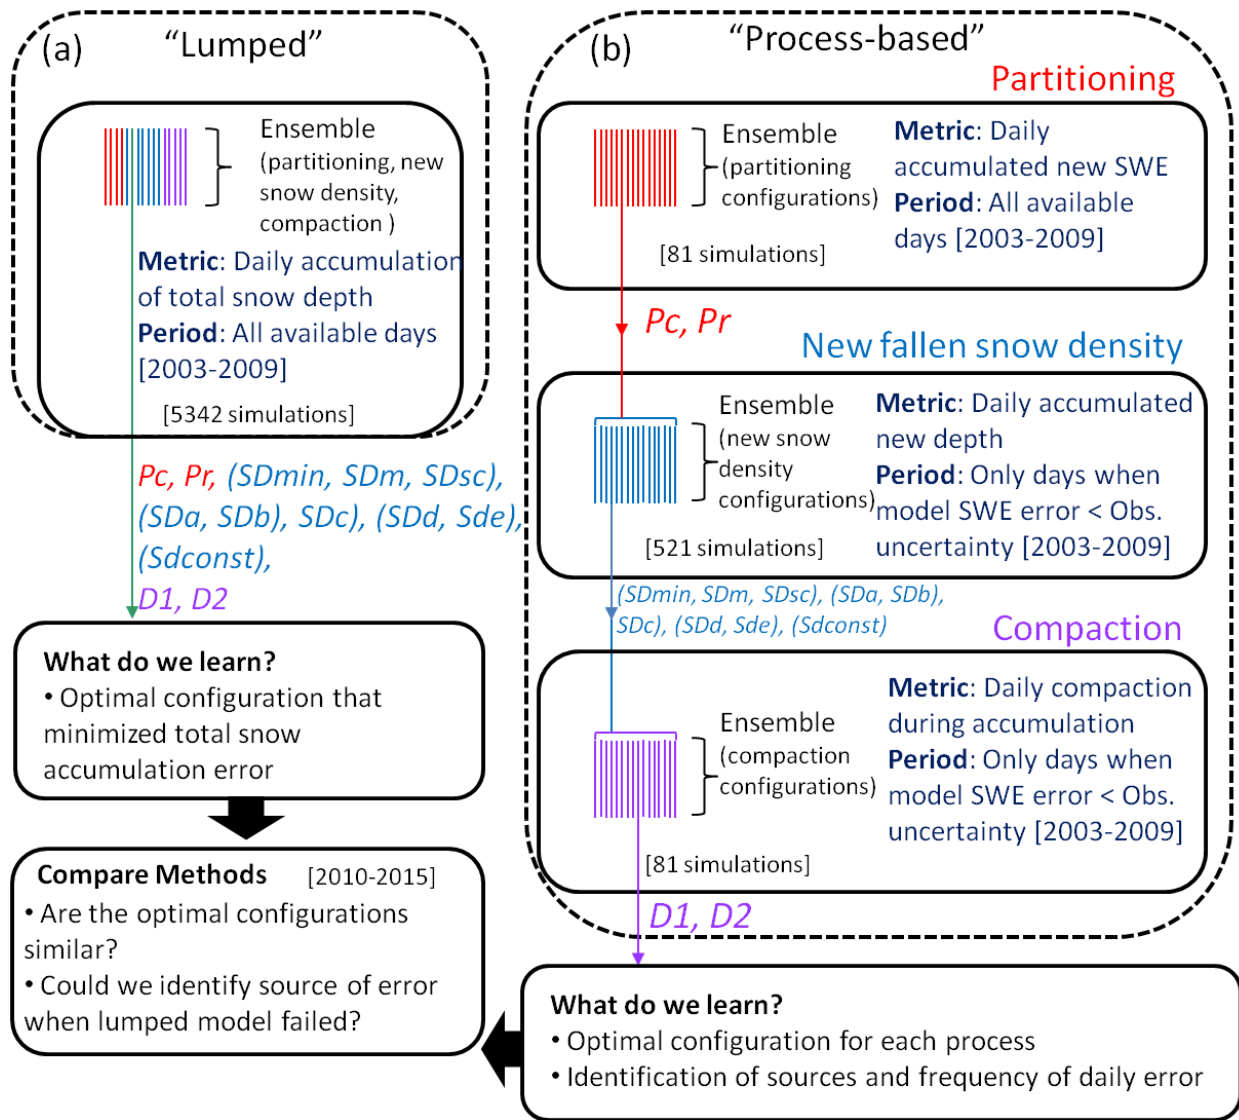 (a)
“Lumped”
Ensemble
(partitioning, new
snow density,
compaction )
Metric: Daily accumulation
of total snow depth
Period: All available days
[2003-2009]
[5342 simulations]
Pc, Pr, (SDmin, SDm, SDsc),
(SDa, SDb), SDc), (SDd, Sde),
(Sdconst),
D1, D2
What do we learn?
• Optimal configuration that
minimized total snow
accumulation error
Compare Methods [2010-2015]
• Are the optimal configurations
similar?
• Could we identify source of error
when lumped model failed?
(b)
“Process-based”
Partitioning
Ensemble
(partitioning
configurations)
[81 simulations]
Metric: Daily
accumulated new SWE
Period: All available
days [2003-2009]
Pc, Pr
New fallen snow density
Ensemble
(new snow
density
configurations)
[521 simulations]
Metric: Daily accumulated
new depth
Period: Only days when
model SWE error < Obs.
uncertainty [2003-2009]
(SDmin, SDm, SDsc), (SDa, SDb),
SDc), (SDd, Sde), (Sdconst)
Compaction
Ensemble
(compaction
configurations)
[81 simulations]
Metric: Daily compaction
during accumulation
Period: Only days when
model SWE error < Obs.
uncertainty [2003-2009]
D1, D2
What do we learn?
• Optimal configuration for each process
• Identification of sources and frequency of daily error